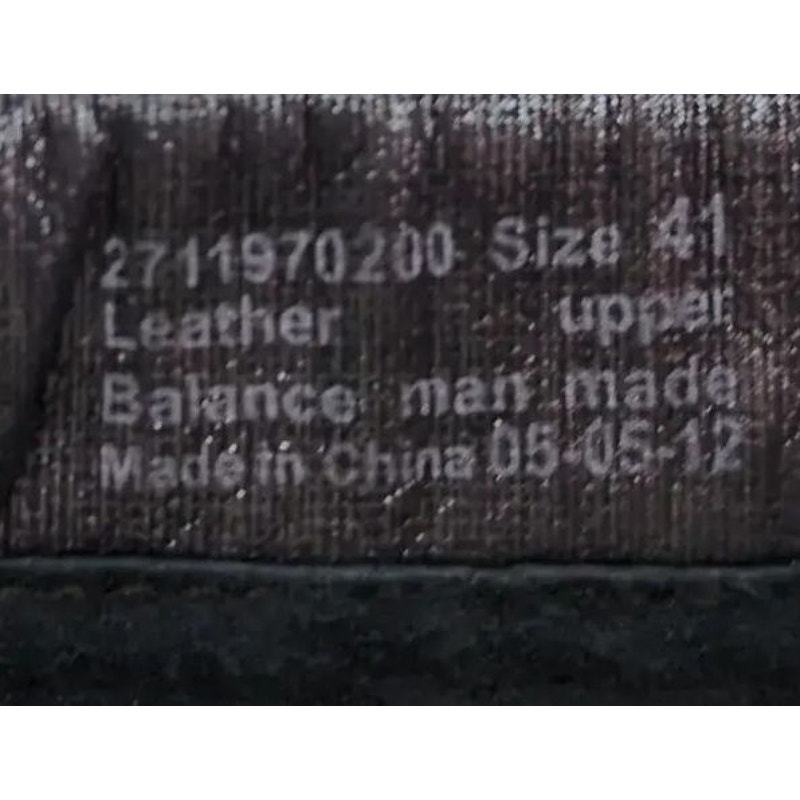 2711970200 Size 41
Leather upper
Balance man made
Made in China 05-05-12